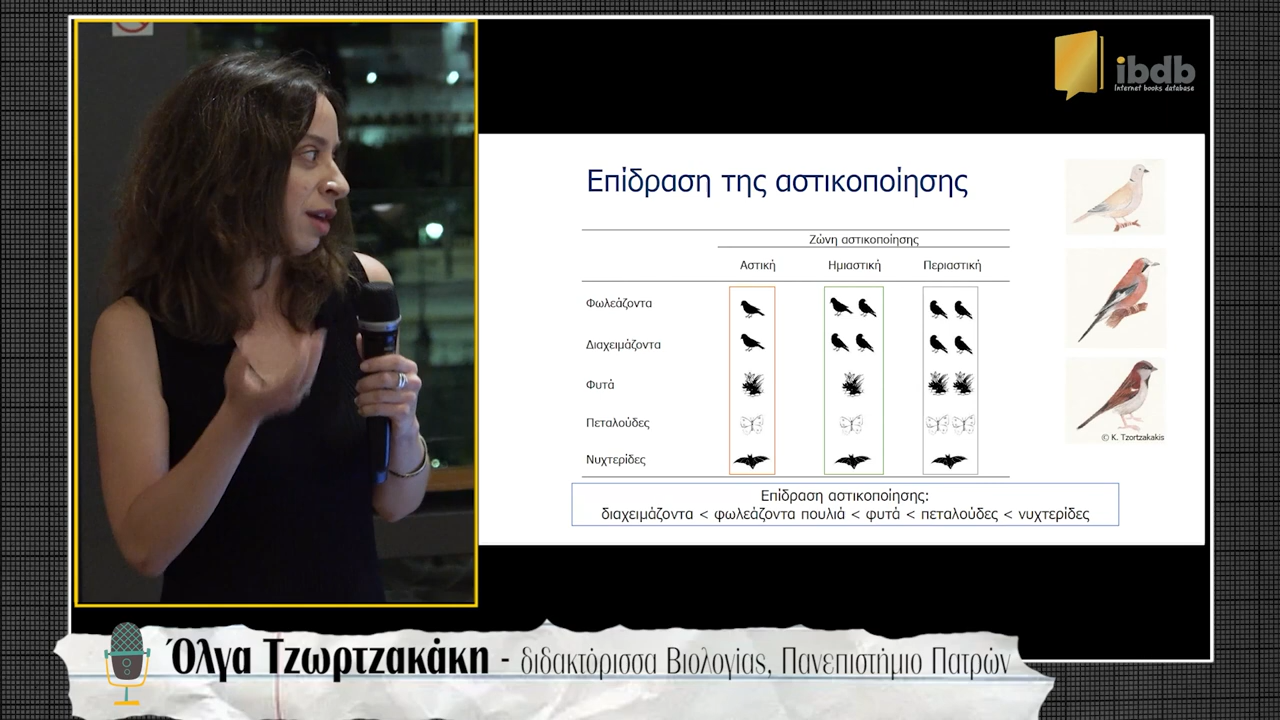 ibdb
Internet books database
Επίδραση της αστικοποίησης
Ζώνη αστικοποίησης
Αστική Ημιαστική Περιαστική
Φωλεάζοντα
Διαχειμάζοντα
Φυτά
Πεταλούδες
Νυχτερίδες
© K. Tzortzakakis
Επίδραση αστικοποίησης:
διαχειμάζοντα < φωλεάζοντα πουλιά < φυτά < πεταλούδες < νυχτερίδες
Όλγα Τζωρτζακάκη - διδακτόρισσα Βιολογίας, Πανεπιστήμιο Πατρών